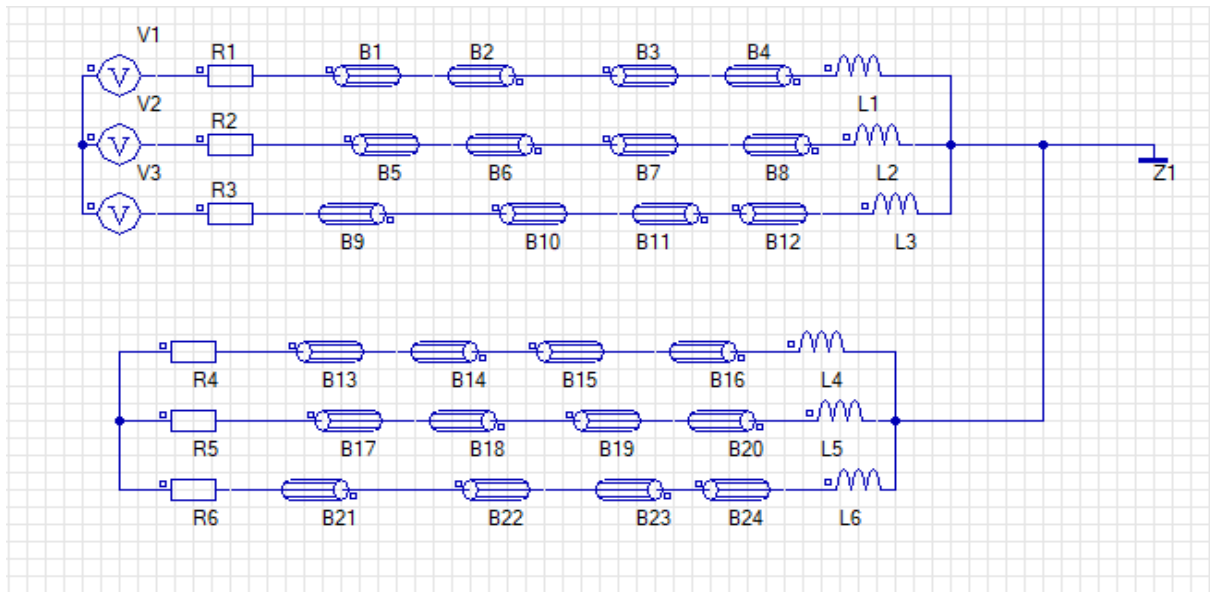 V1
R1 B1 B2 B3 B4
V
L1
V2
R2
V
B5 B6 B7 B8 L2
V3
Z1
R3
V
B9 B10 B11 B12 L3
R4 B13 B14 B15 B16 L4
R5 B17 B18 B19 B20 L5
R6 B21 B22 B23 B24 L6